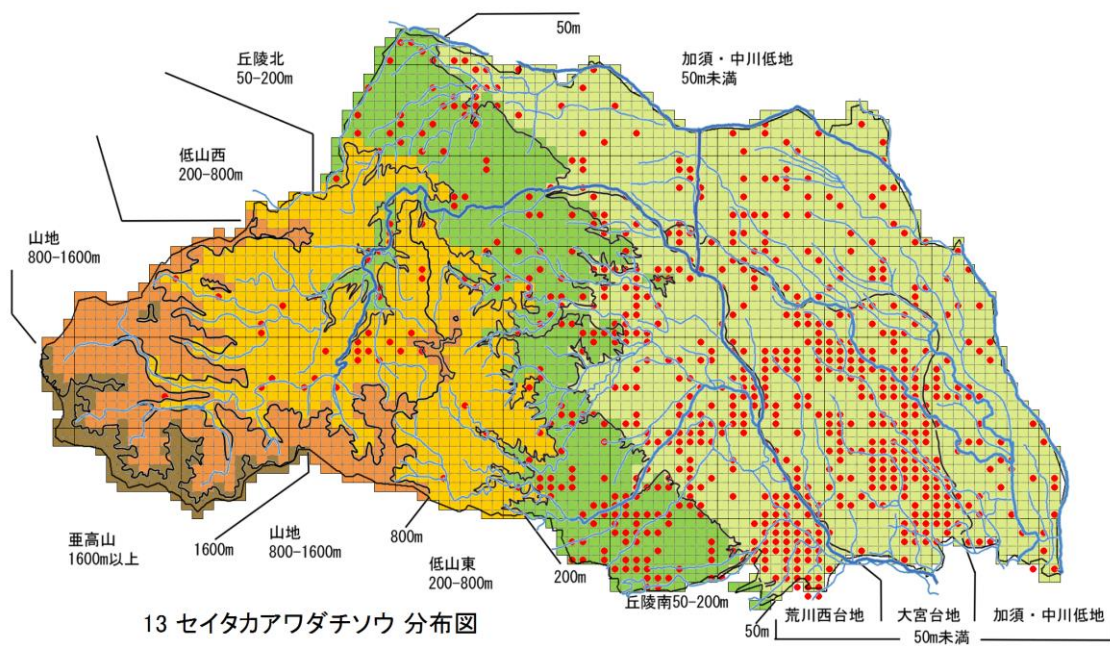 50m
加須・中川低地
50m未満
丘陵北
50-200m
低山西
200-800m
山地
800-1600m
亜高山
1600m以上
1600m
山地
800-1600m
800m
低山東
200-800m
200m
丘陵南50-200m
50m
荒川西台地
大宮台地
加須・中川低地
50m未満
13 セイタカアワダチソウ 分布図